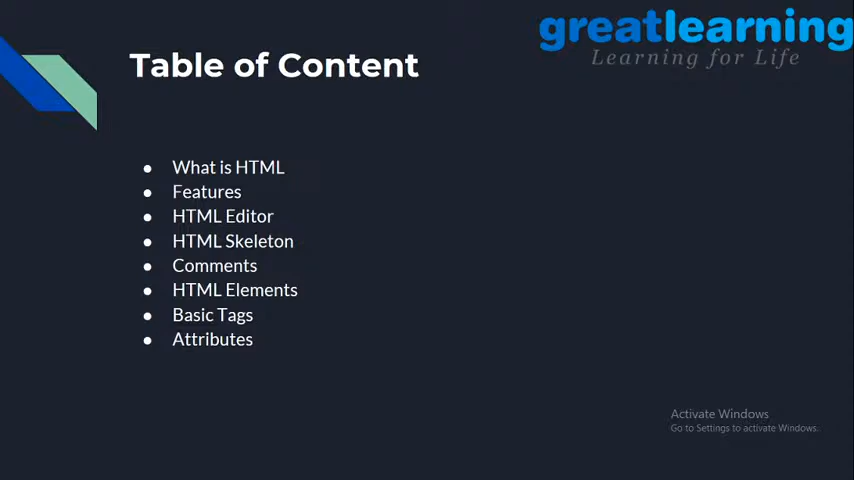 greatlearning
Learning for Life
Table of Content
● What is HTML
● Features
● HTML Editor
● HTML Skeleton
● Comments
● HTML Elements
● Basic Tags
● Attributes
Activate Windows
Go to Settings to activate Windows.